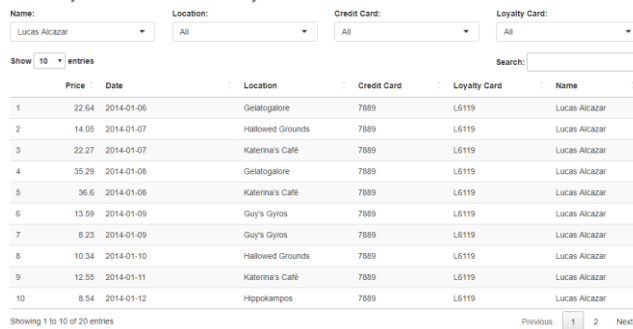 Name: Location: Credit Card: Loyalty Card:
Lucas Alcazar All All All
Show 10 entries Search:
Price Date Location Credit Card Loyalty Card Name
1 22.64 2014-01-06 Gelatogalore 7889 L6119 Lucas Alcazar
2 14.05 2014-01-07 Hallowed Grounds 7889 L6119 Lucas Alcazar
3 22.27 2014-01-07 Katerina's Café 7889 L6119 Lucas Alcazar
4 35.29 2014-01-08 Gelatogalore 7889 L6119 Lucas Alcazar
5 36.6 2014-01-08 Katerina's Café 7889 L6119 Lucas Alcazar
6 13.59 2014-01-09 Guy's Gyros 7889 L6119 Lucas Alcazar
7 8.23 2014-01-09 Guy's Gyros 7889 L6119 Lucas Alcazar
8 10.34 2014-01-10 Hallowed Grounds 7889 L6119 Lucas Alcazar
9 12.55 2014-01-11 Katerina's Café 7889 L6119 Lucas Alcazar
10 8.54 2014-01-12 Hippokampos 7889 L6119 Lucas Alcazar
Showing 1 to 10 of 20 entries Previous 1 2 Next